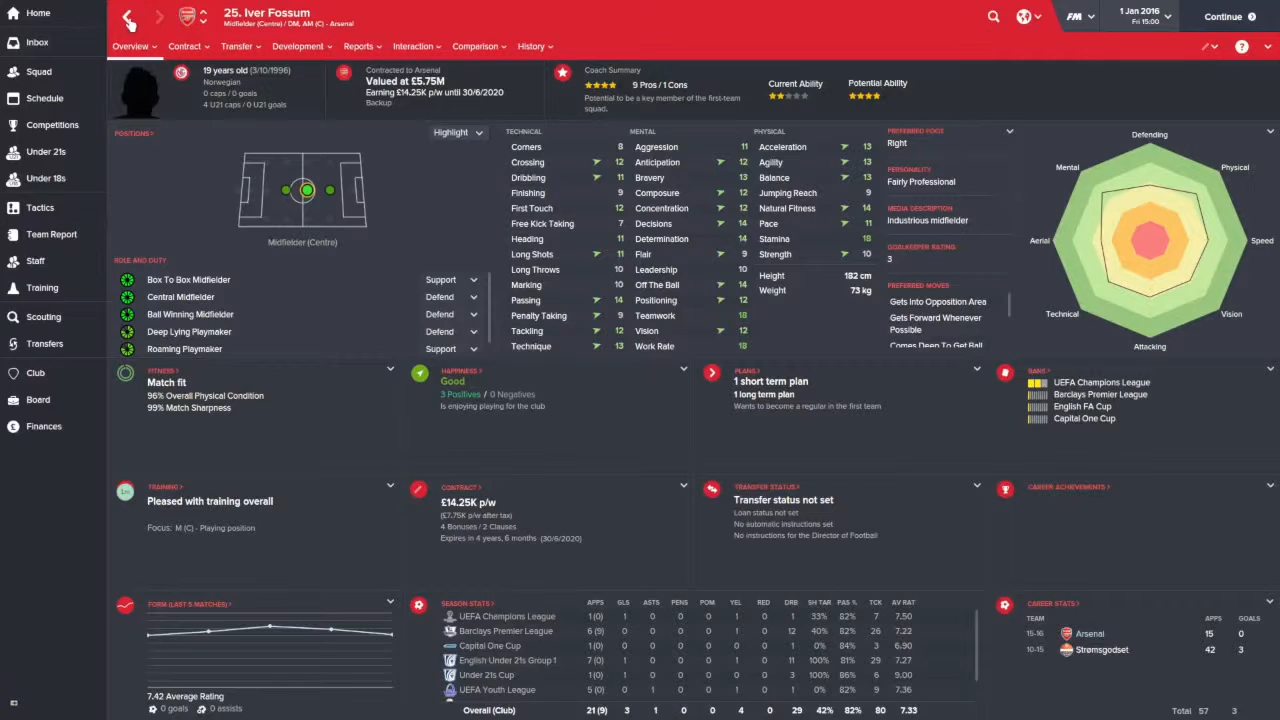 Home
Inbox
Squad
Schedule
Competitions
Under 21s
Under 18s
Tactics
Team Report
Staff
Training
Scouting
Transfers
Club
Board
Finances
25. Iver Fossum
Midfielder (Centre) / DM, AM (C) - Arsenal
FM
1 Jan 2016
Fri 15:00
Continue
Overview Contract Transfer Development Reports Interaction Comparison History
19 years old (3/10/1996)
Norwegian
0 caps / 0 goals
4 U21 caps / 0 U21 goals
Contracted to Arsenal
Valued at £5.75M
Earning £14.25K p/w until 30/6/2020
Backup
Coach Summary
9 Pros / 1 Cons
Potential to be a key member of the first-team
squad.
Current Ability
Potential Ability
POSITIONS
Highlight
Midfielder (Centre)
ROLE AND DUTY
Box To Box Midfielder Support
Central Midfielder Defend
Ball Winning Midfielder Defend
Deep Lying Playmaker Defend
Roaming Playmaker Support
TECHNICAL
Corners 8
Crossing 12
Dribbling 11
Finishing 9
First Touch 12
Free Kick Taking 7
Heading 11
Long Shots 11
Long Throws 10
Marking 10
Passing 14
Penalty Taking 9
Tackling 12
Technique 13
MENTAL
Aggression 11
Anticipation 12
Bravery 13
Composure 12
Concentration 12
Decisions 14
Determination 14
Flair 9
Leadership 10
Off The Ball 14
Positioning 12
Teamwork 18
Vision 12
Work Rate 18
PHYSICAL
Acceleration 13
Agility 13
Balance 13
Jumping Reach 9
Natural Fitness 14
Pace 11
Stamina 18
Strength 10
Height 182 cm
Weight 73 kg
PREFERRED FOOT
Right
PERSONALITY
Fairly Professional
MEDIA DESCRIPTION
Industrious midfielder
GOALKEEPER RATING
3
PREFERRED MOVES
Gets Into Opposition Area
Gets Forward Whenever
Possible
Comes Deep To Get Ball
Defending
Physical
Speed
Vision
Attacking
Technical
Aerial
Mental
FITNESS
Match fit
96% Overall Physical Condition
99% Match Sharpness
HAPPINESS
Good
3 Positives / 0 Negatives
Is enjoying playing for the club
PLANS
1 short term plan
1 long term plan
Wants to become a regular in the first team
BANS
UEFA Champions League
Barclays Premier League
English FA Cup
Capital One Cup
TRAINING
Pleased with training overall
Focus: M (C) - Playing position
CONTRACT
£14.25K p/w
(£7.75K p/w after tax)
4 Bonuses / 2 Clauses
Expires in 4 years, 6 months (30/6/2020)
TRANSFER STATUS
Transfer status not set
Loan status not set
No automatic instructions set
No instructions for the Director of Football
CAREER ACHIEVEMENTS
FORM (LAST 5 MATCHES)
7.42 Average Rating
0 goals 0 assists
SEASON STATS APPS GLS ASTS PENS POM YEL RED DRB SH TAR PAS % TCK AV RAT
UEFA Champions League 1 (0) 0 0 0 0 1 0 1 33% 82% 7 7.50
Barclays Premier League 6 (9) 0 0 0 0 1 0 12 40% 82% 26 7.22
Capital One Cup 1 (0) 0 0 0 0 0 0 1 0% 84% 3 6.90
English Under 21s Group 1 7 (0) 1 0 0 0 1 0 11 100% 81% 29 7.27
Under 21s Cup 1 (0) 2 0 0 0 0 0 3 100% 86% 6 9.00
UEFA Youth League 5 (0) 0 1 0 0 1 0 1 0% 82% 9 7.36
Overall (Club) 21 (9) 3 1 0 0 4 0 29 42% 82% 80 7.33
CAREER STATS
TEAM APPS GOALS
15-16 Arsenal 15 0
10-15 Strømsgodset 42 3
Total 57 3